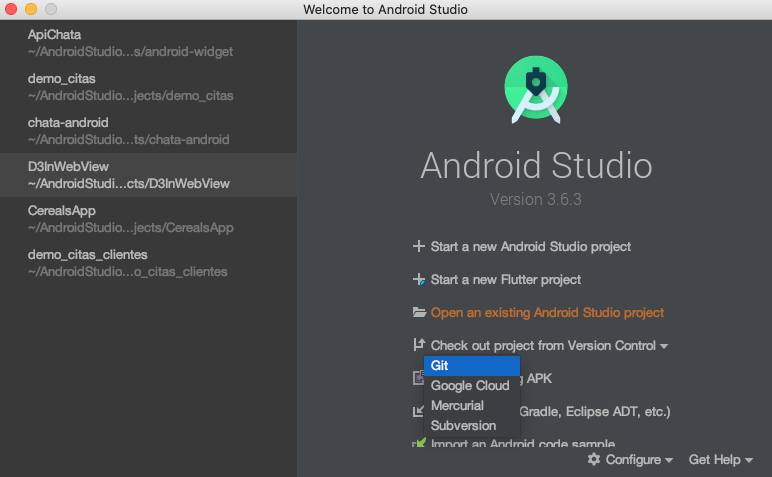 Welcome to Android Studio
ApiChata
~/AndroidStudio...s/android-widget
demo_citas
~/AndroidStudio...jects/demo_citas
chata-android
~/AndroidStudio...ts/chata-android
D3InWebView
~/AndroidStudi...cts/D3InWebView
CerealsApp
~/AndroidStudio...jects/CerealsApp
demo_citas_clientes
~/AndroidStudio...o_citas_clientes
Android Studio
Version 3.6.3
Start a new Android Studio project
Start a new Flutter project
Open an existing Android Studio project
Check out project from Version Control
Git
Google Cloud
Mercurial
Subversion
g APK
Gradle, Eclipse ADT, etc.)
Import an Android code sample
Configure
Get Help